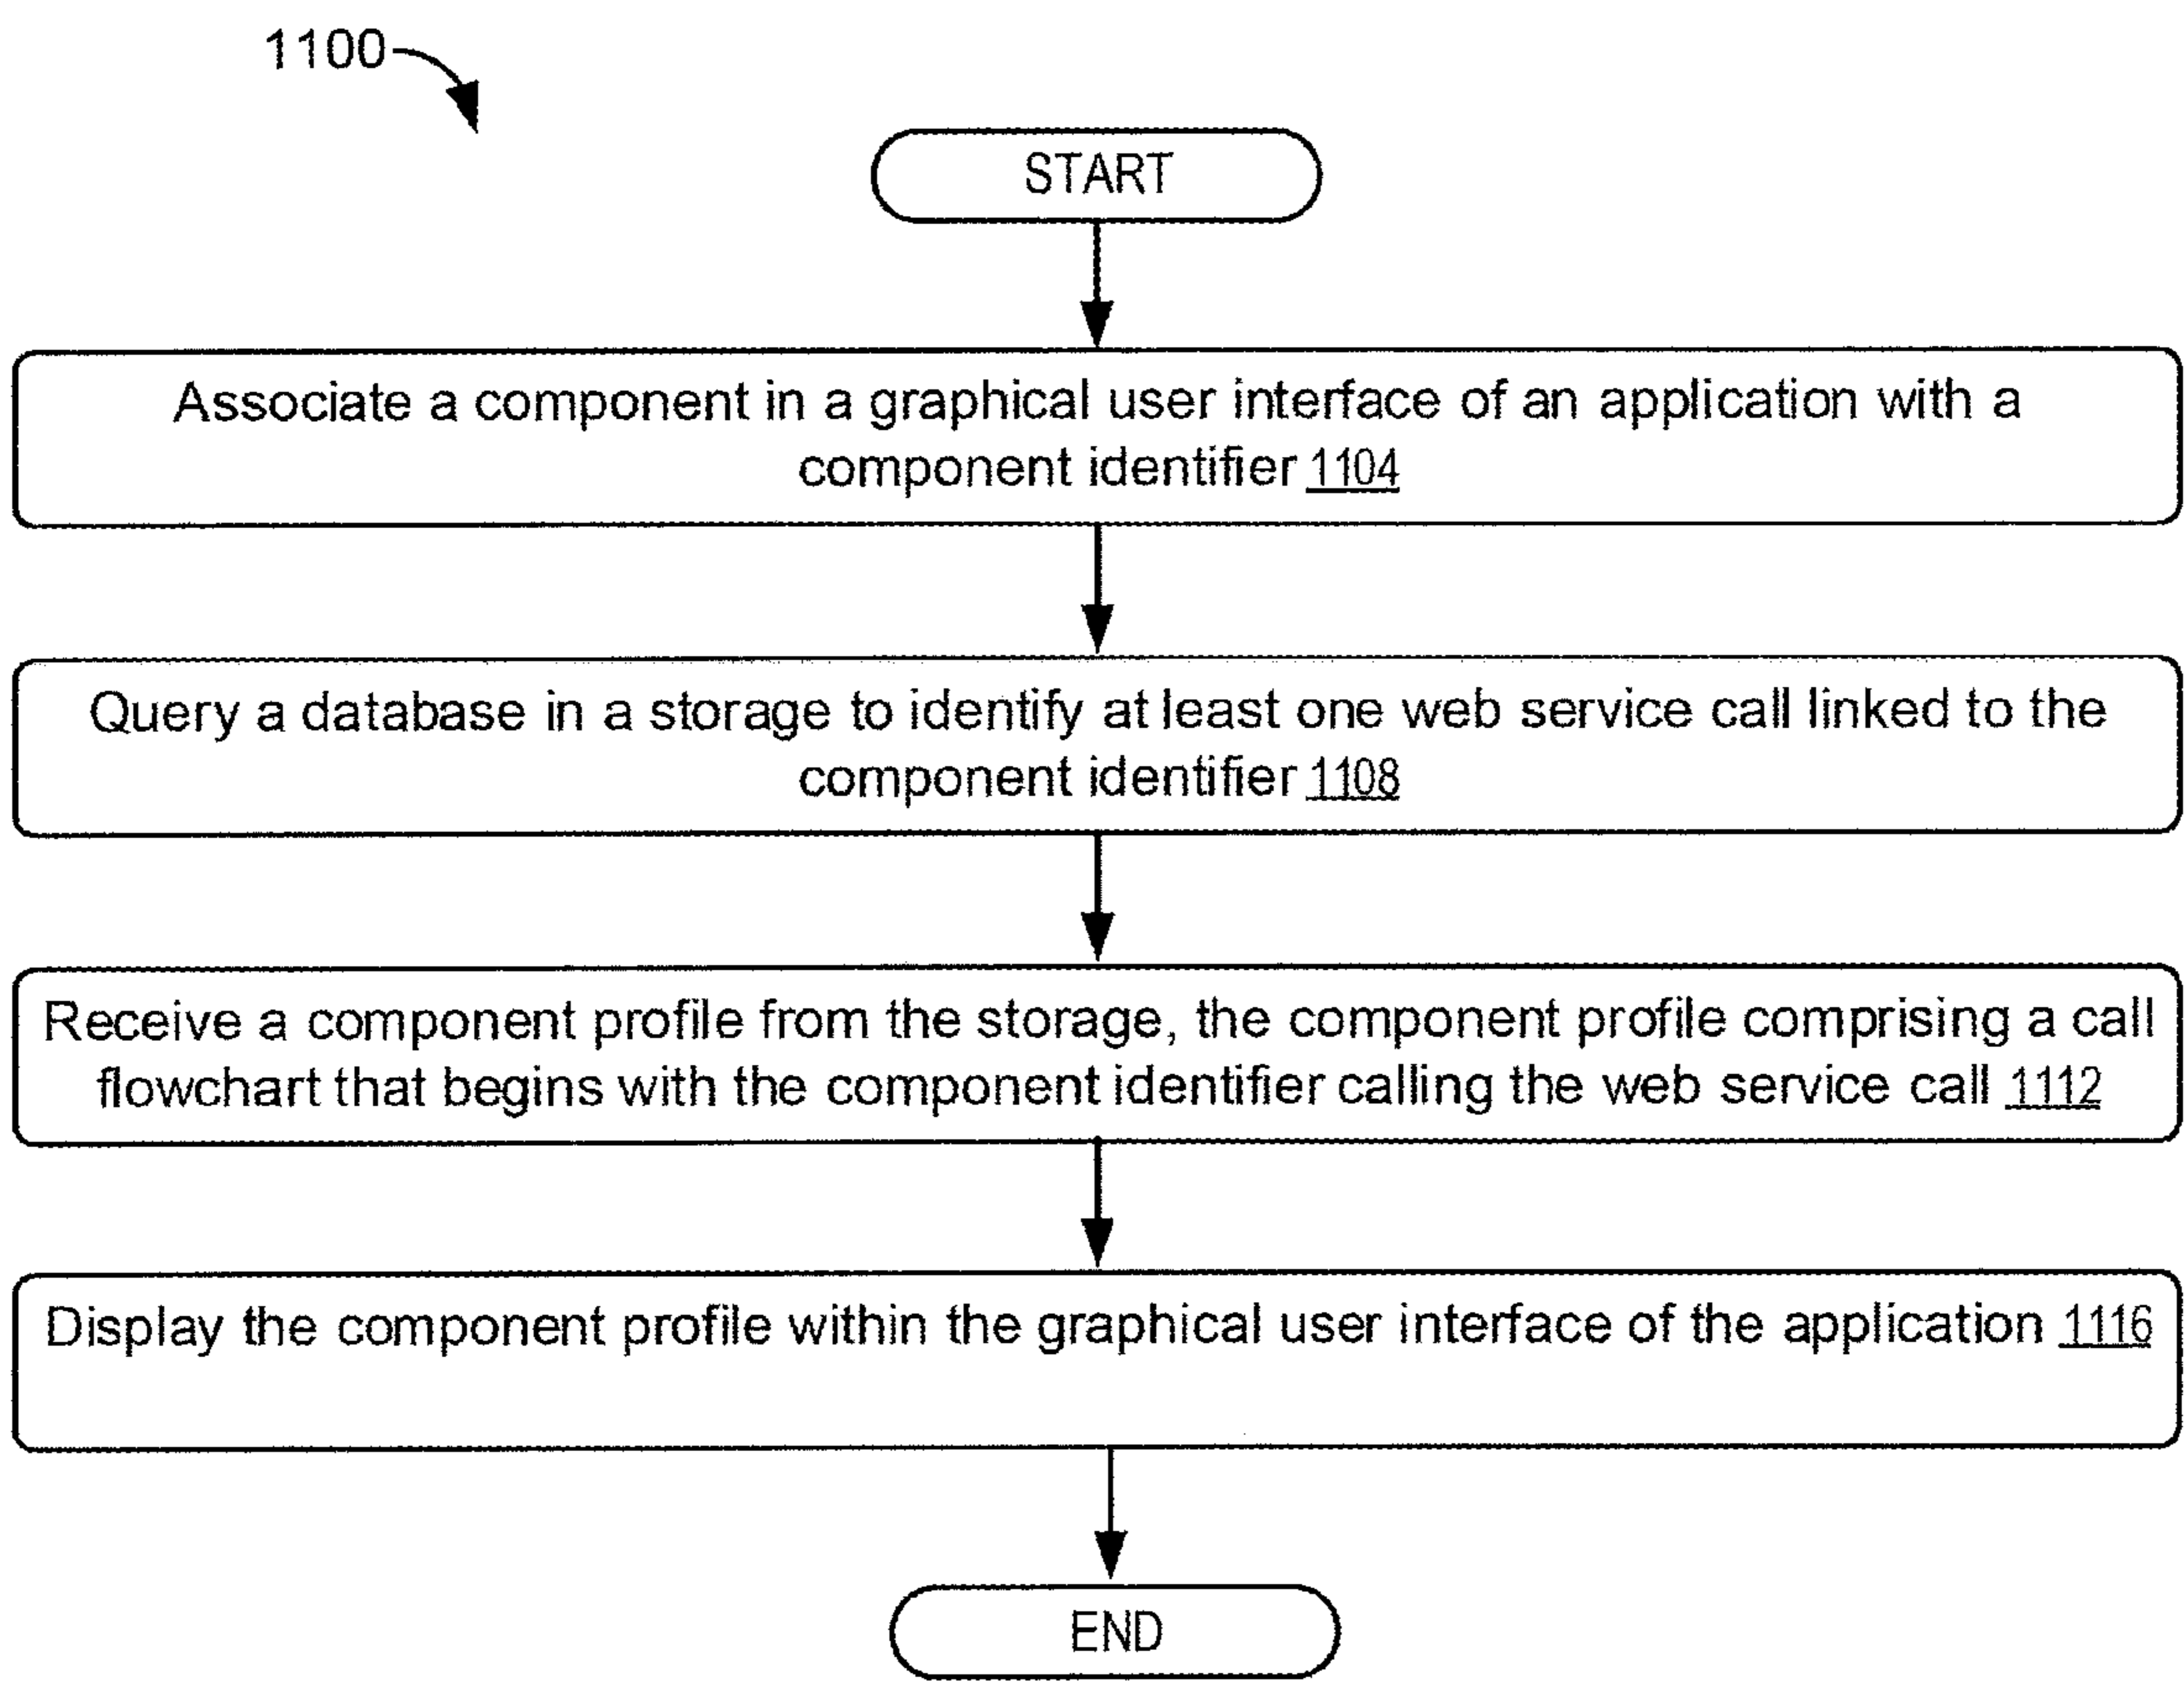 1100
START
Associate a component in a graphical user interface of an application with a
component identifier 1104
Query a database in a storage to identify at least one web service call linked to the
component identifier 1108
Receive a component profile from the storage, the component profile comprising a call
flowchart that begins with the component identifier calling the web service call 1112
Display the component profile within the graphical user interface of the application 1116
END